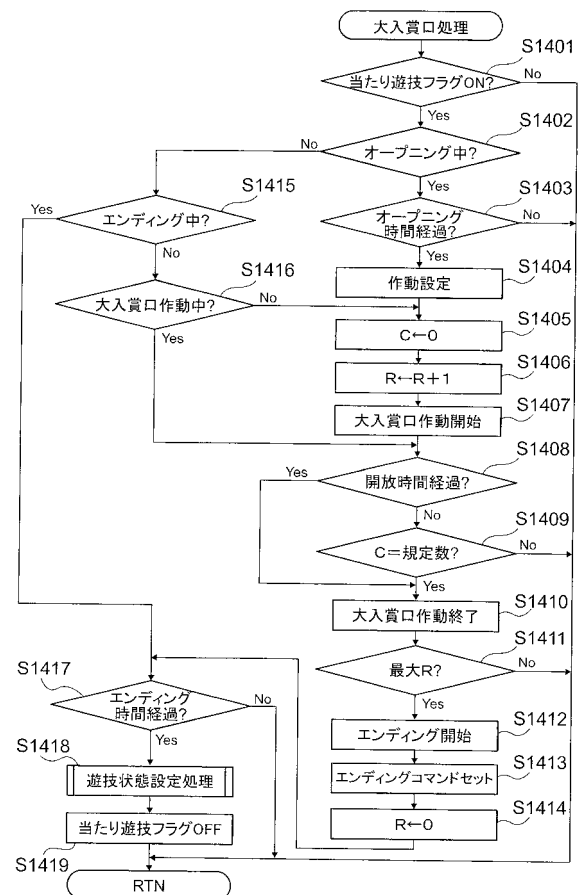 大入賞口処理
S1401
当たり遊技フラグON?
No
Yes
S1402
オープニング中?
No
Yes
S1403
オープニング
時間経過?
No
Yes
S1404
作動設定
S1415
エンディング中?
Yes
No
S1416
大入賞口作動中?
No
Yes
S1405
C←0
S1406
R←R+1
S1407
大入賞口作動開始
S1408
開放時間経過?
Yes
No
S1409
C=規定数?
No
Yes
S1410
大入賞口作動終了
S1411
最大R?
No
Yes
S1412
エンディング開始
S1413
エンディングコマンドセット
S1414
R←0
S1417
エンディング
時間経過?
No
Yes
S1418
遊技状態設定処理
当たり遊技フラグOFF
S1419
RTN